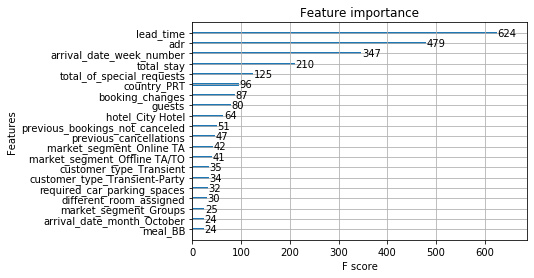 Feature importance
lead_time 624
adr 479
arrival_date_week_number 347
total_stay 210
total_of_special_requests 125
country_PRT 96
booking_changes 87
guests 80
hotel_City Hotel 64
previous_bookings_not_canceled 51
previous_cancellations 47
market_segment_Online TA 42
market_segment_Offline TA/TO 41
customer_type_Transient 35
customer_type_Transient-Party 34
required_car_parking_spaces 32
different_room_assigned 30
market_segment_Groups 25
arrival_date_month_October 24
meal_BB 24
Features
0 100 200 300 400 500 600
F score